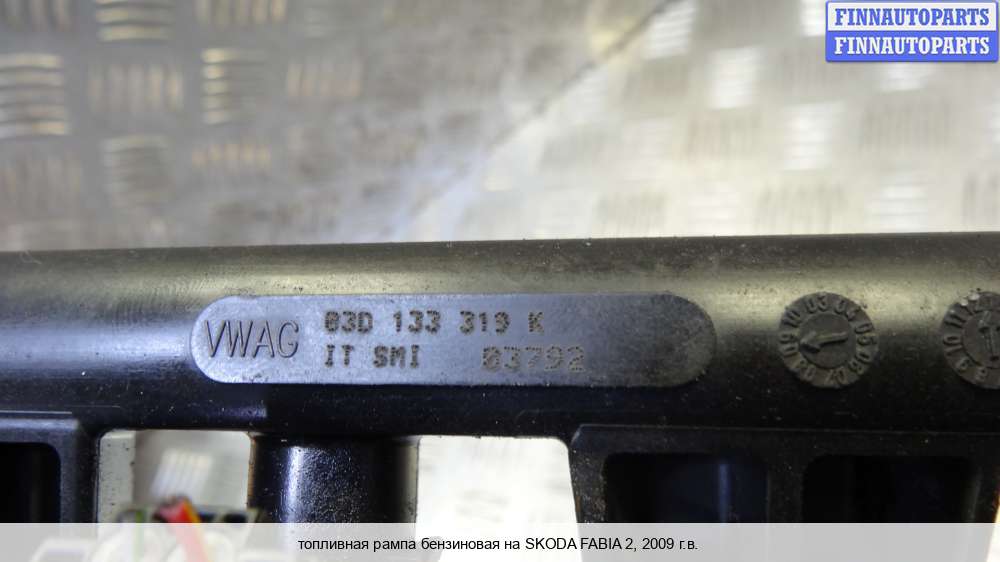 FINNAUTOPARTS
FINNAUTOPARTS
VWAG
03D 133 319 K
IT SMI 03792
топливная рампа бензиновая на SKODA FABIA 2, 2009 г.в.